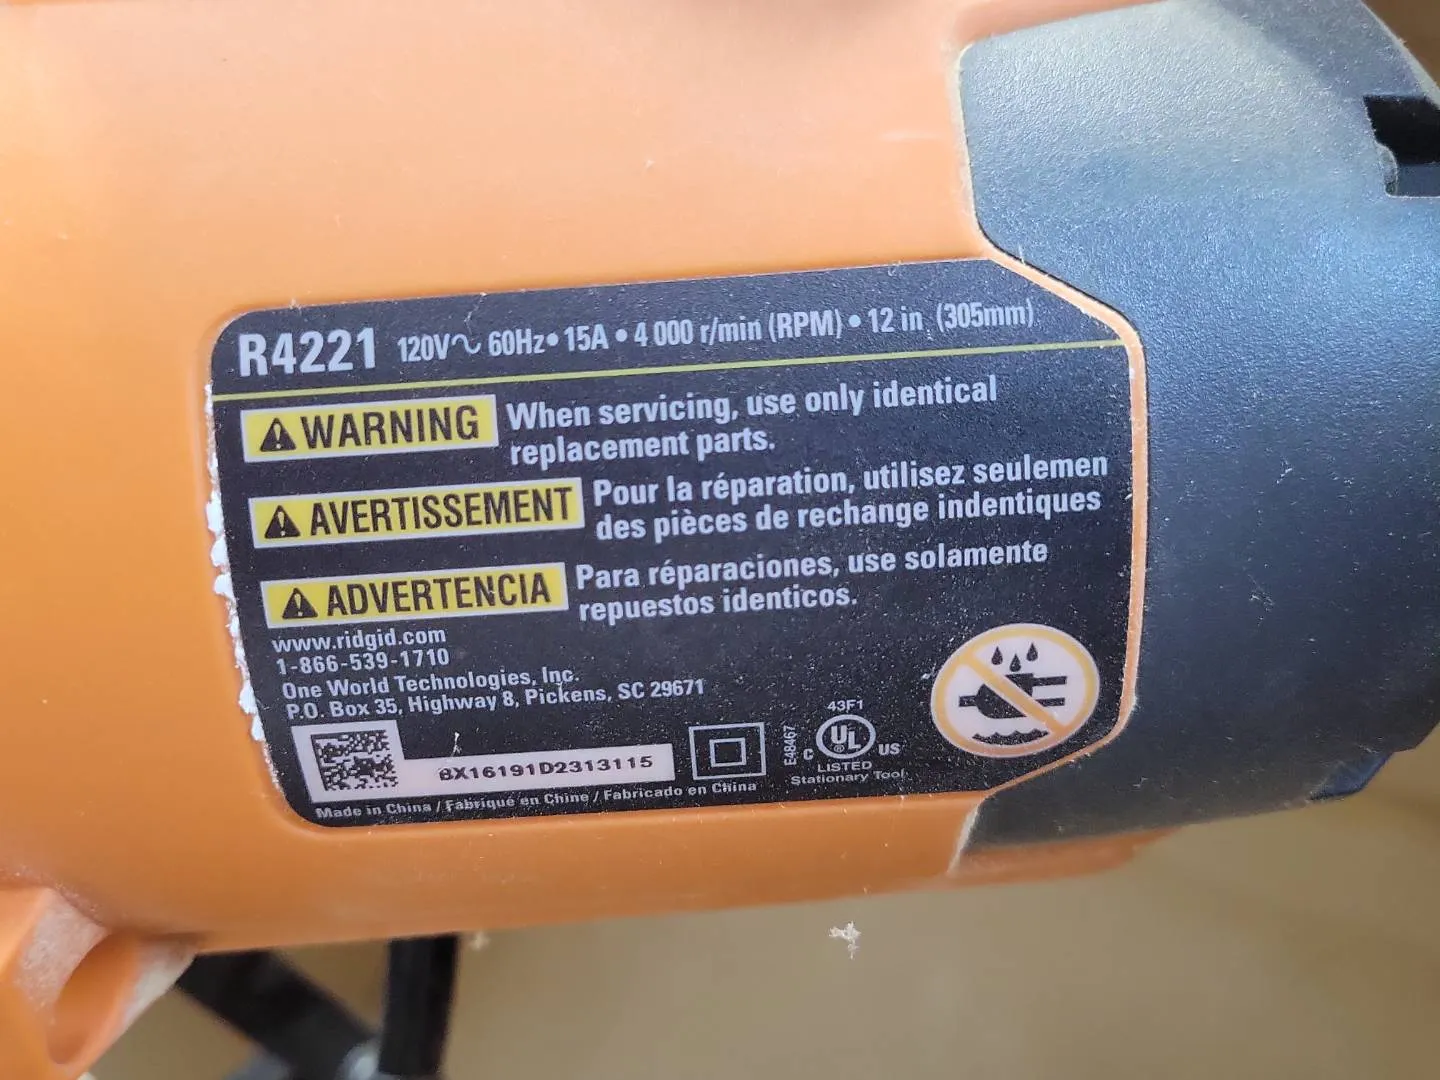 R4221 120V~ 60Hz• 15A • 4 000 r/min (RPM) • 12 in (305mm)
⚠ WARNING When servicing, use only identical
replacement parts.
⚠ AVERTISSEMENT Pour la réparation, utilisez seulemen
des pièces de rechange indentiques
⚠ ADVERTENCIA Para réparaciones, use solamente
repuestos identicos.
www.ridgid.com
1-866-539-1710
One World Technologies, Inc.
P.O. Box 35, Highway 8, Pickens, SC 29671
BX16191D2313115
E48467
43F1
C UL ® US
LISTED
Stationary Tool
Made in China / Fabriqué en Chine / Fabricado en China